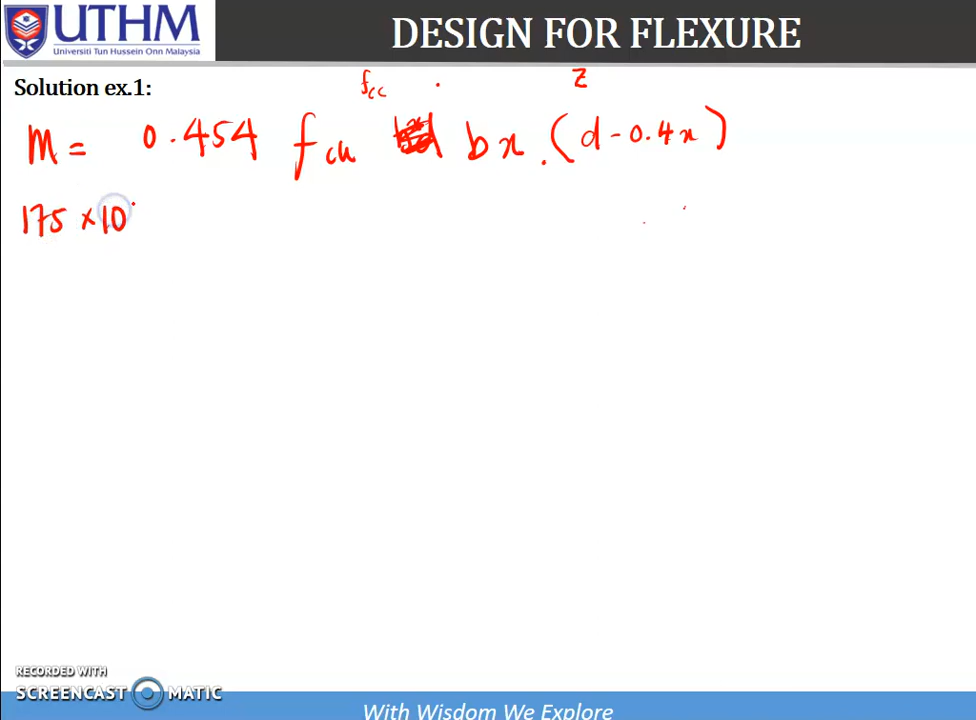 UTHM
Universiti Tun Hussein Onn Malaysia
DESIGN FOR FLEXURE
Solution ex.1:
fcc . z
M = 0.454 fcu bx . (d - 0.4x)
175 x10
RECORDED WITH
SCREENCAST MATIC
With Wisdom We Explore